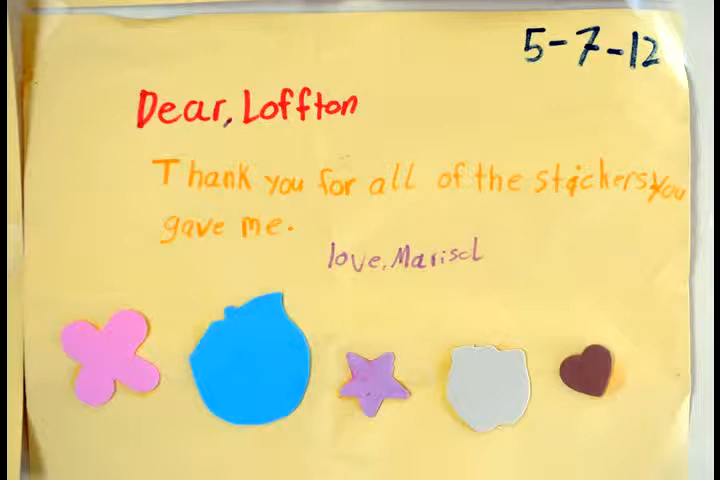 5-7-12
Dear, Loffton
Thank you for all of the stickers you
gave me.
love, Marisol